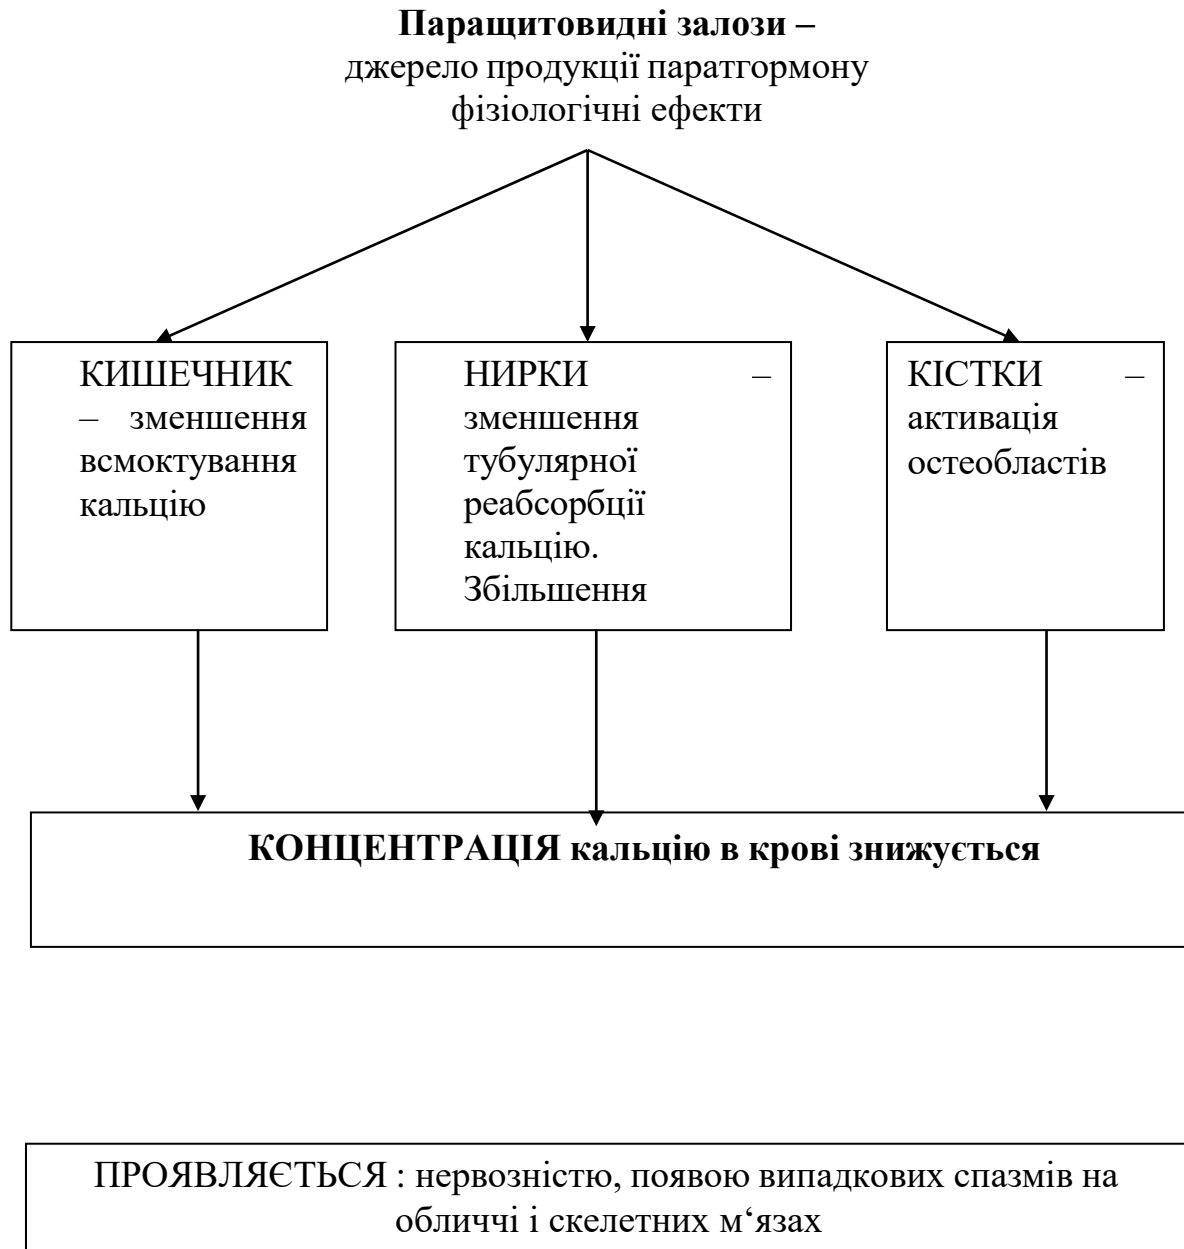 Паращитовидні залози –
джерело продукції паратгормону
фізіологічні ефекти
КИШЕЧНИК
– зменшення
всмоктування
кальцію
НИРКИ –
зменшення
тубулярної
реабсорбції
кальцію.
Збільшення
КІСТКИ –
активація
остеобластів
КОНЦЕНТРАЦІЯ кальцію в крові знижується
ПРОЯВЛЯЄТЬСЯ : нервозністю, появою випадкових спазмів на
обличчі і скелетних м‘язах